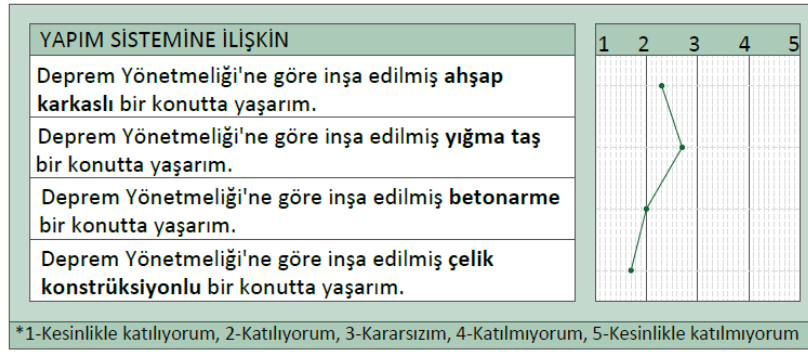 YAPIM SİSTEMİNE İLİŞKİN
1 2 3 4 5
Deprem Yönetmeliği'ne göre inşa edilmiş ahşap
karkaslı bir konutta yaşarım.
Deprem Yönetmeliği'ne göre inşa edilmiş yığma taş
bir konutta yaşarım.
Deprem Yönetmeliği'ne göre inşa edilmiş betonarme
bir konutta yaşarım.
Deprem Yönetmeliği'ne göre inşa edilmiş çelik
konstrüksiyonlu bir konutta yaşarım.
*1-Kesinlikle katılıyorum, 2-Katılıyorum, 3-Kararsızım, 4-Katılmıyorum, 5-Kesinlikle katılmıyorum